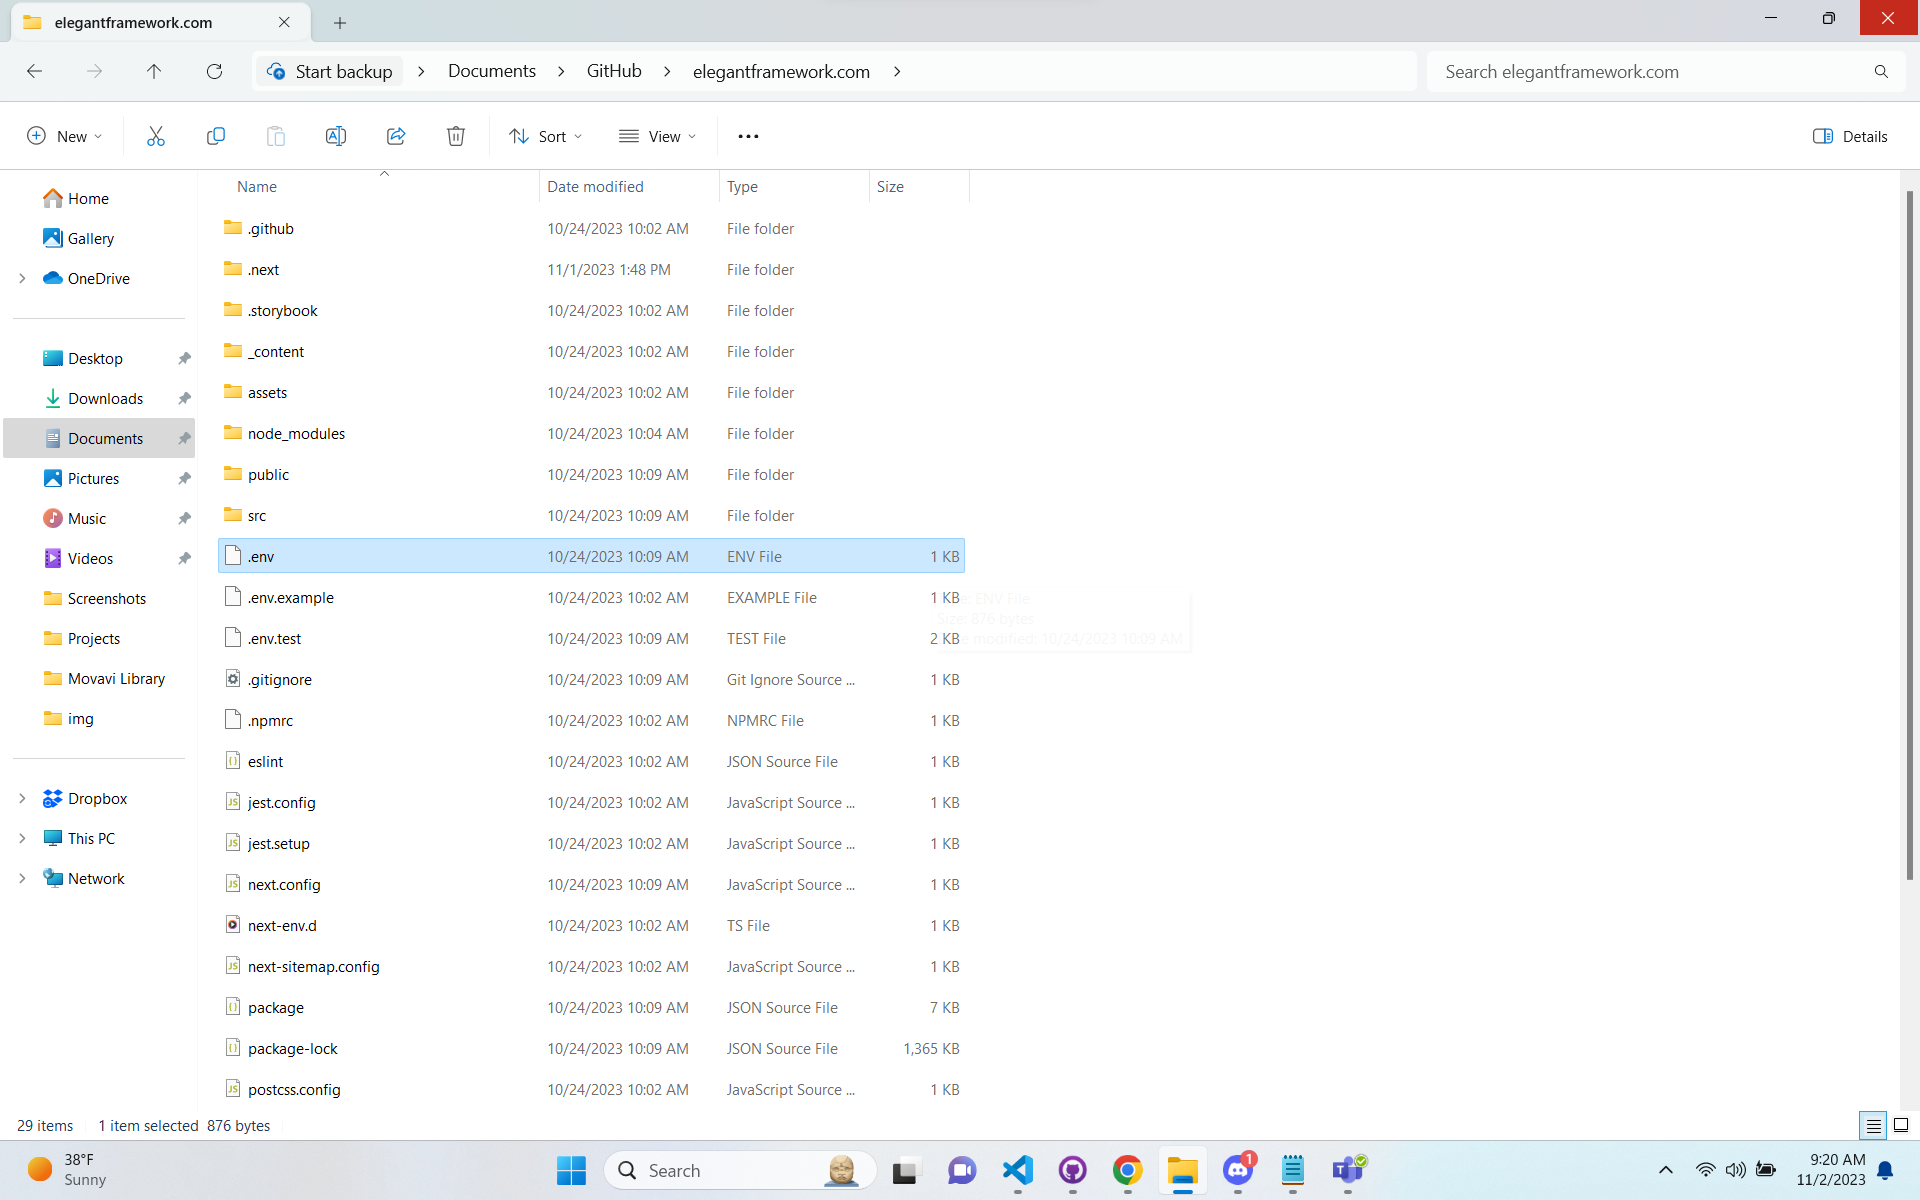 elegantframework.com
Start backup
Documents
GitHub
elegantframework.com
Search elegantframework.com
New
Sort
View
Details
Name
Date modified
Type
Size
Home
Gallery
OneDrive
Desktop
Downloads
Documents
Pictures
Music
Videos
Screenshots
Projects
Movavi Library
img
Dropbox
This PC
Network
.github 10/24/2023 10:02 AM File folder
.next 11/1/2023 1:48 PM File folder
.storybook 10/24/2023 10:02 AM File folder
_content 10/24/2023 10:02 AM File folder
assets 10/24/2023 10:02 AM File folder
node_modules 10/24/2023 10:04 AM File folder
public 10/24/2023 10:09 AM File folder
src 10/24/2023 10:09 AM File folder
.env 10/24/2023 10:09 AM ENV File 1 KB
.env.example 10/24/2023 10:02 AM EXAMPLE File 1 KB
.env.test 10/24/2023 10:09 AM TEST File 2 KB
.gitignore 10/24/2023 10:09 AM Git Ignore Source ... 1 KB
.npmrc 10/24/2023 10:02 AM NPMRC File 1 KB
eslint 10/24/2023 10:02 AM JSON Source File 1 KB
jest.config 10/24/2023 10:02 AM JavaScript Source ... 1 KB
jest.setup 10/24/2023 10:02 AM JavaScript Source ... 1 KB
next.config 10/24/2023 10:09 AM JavaScript Source ... 1 KB
next-env.d 10/24/2023 10:02 AM TS File 1 KB
next-sitemap.config 10/24/2023 10:02 AM JavaScript Source ... 1 KB
package 10/24/2023 10:09 AM JSON Source File 7 KB
package-lock 10/24/2023 10:09 AM JSON Source File 1,365 KB
postcss.config 10/24/2023 10:02 AM JavaScript Source ... 1 KB
ENV File
Size: 876 bytes
modified: 10/24/2023 10:09 AM
29 items 1 item selected 876 bytes
38°F
Sunny
Search
1
9:20 AM
11/2/2023